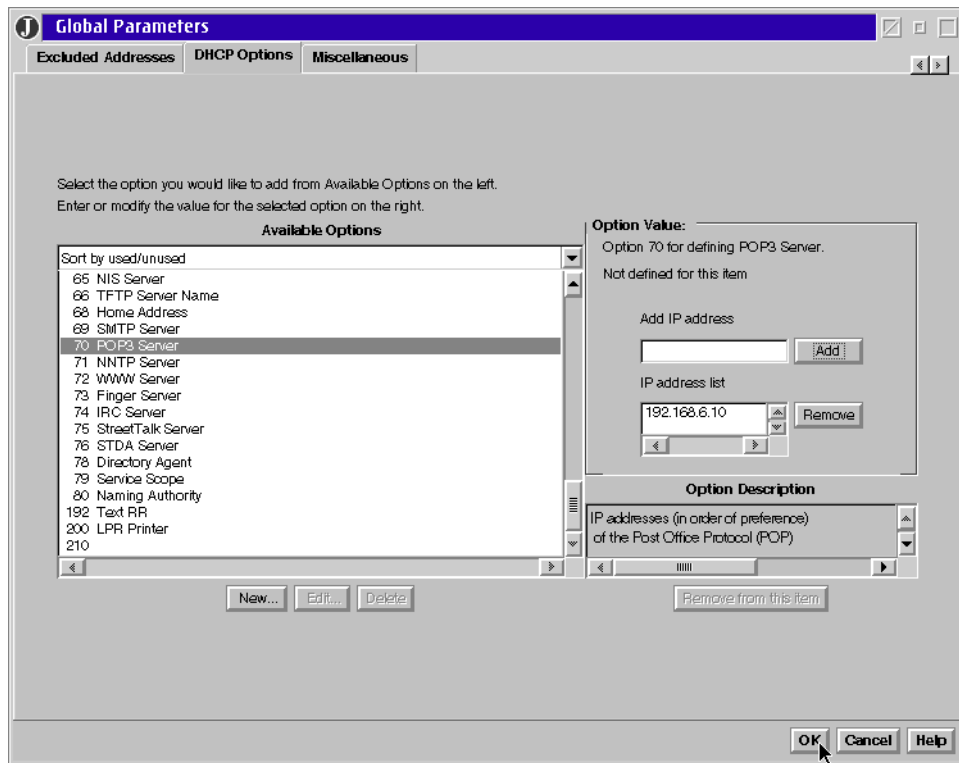 J Global Parameters
Excluded Addresses DHCP Options Miscellaneous
Select the option you would like to add from Available Options on the left.
Enter or modify the value for the selected option on the right.
Available Options
Sort by used/unused
65 NIS Server
66 TFTP Server Name
68 Home Address
69 SMTP Server
70 POP3 Server
71 NNTP Server
72 WWW Server
73 Finger Server
74 IRC Server
75 StreetTalk Server
76 STDA Server
78 Directory Agent
79 Service Scope
80 Naming Authority
192 Text RR
200 LPR Printer
210
New... Edit... Delete
Option Value:
Option 70 for defining POP3 Server.
Not defined for this item
Add IP address
Add
IP address list
192.168.6.10
Remove
Option Description
IP addresses (in order of preference)
of the Post Office Protocol (POP)
Remove from this item
OK Cancel Help